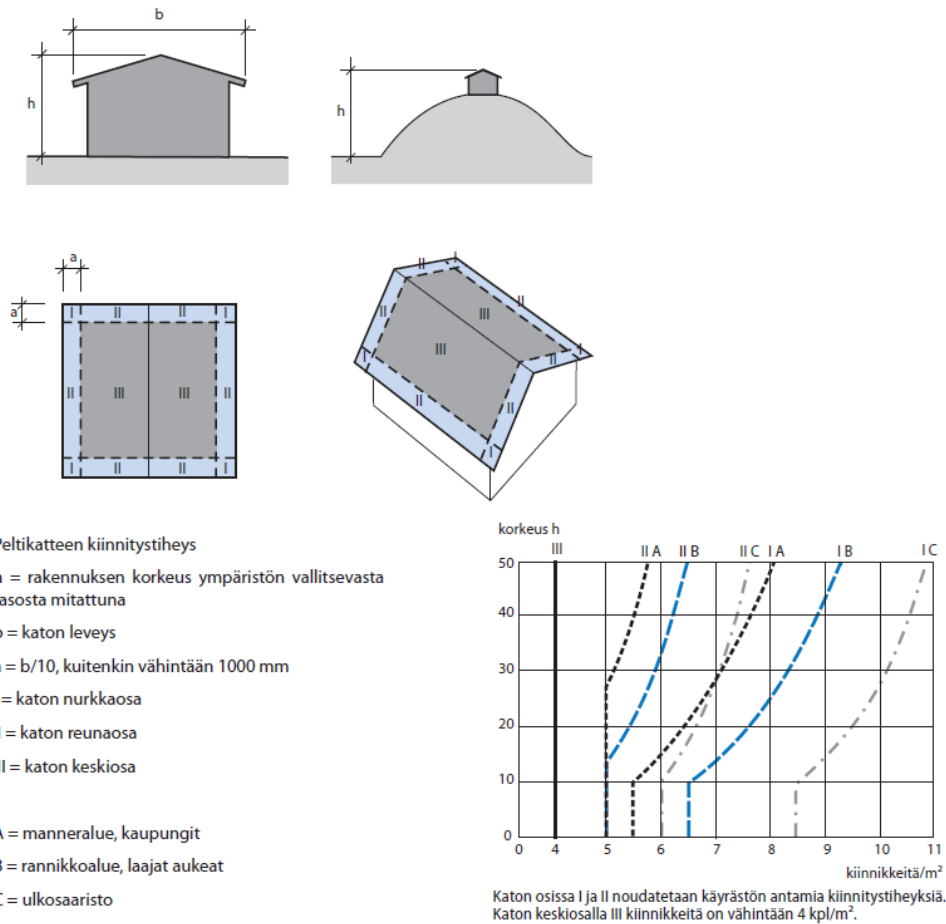 b
h
h
a
a
I II II I
II III III II
I II II I
II I
II III II
III II I
I II II
I
Peltikatteen kiinnitystiheys
h = rakennuksen korkeus ympäristön vallitsevasta
asosta mitattuna
b = katon leveys
a = b/10, kuitenkin vähintään 1000 mm
= katon nurkkaosa
I = katon reunaosa
II = katon keskiosa
A = manneralue, kaupungit
B = rannikkoalue, laajat aukeat
C = ulkosaaristo
korkeus h
III II A II B II C I A I B I C
50
40
30
20
10
0
0 4 5 6 7 8 9 10 11
kiinnikkeitä/m²
Katon osissa I ja II noudatetaan käyrästön antamia kiinnitystiheyksiä.
Katon keskiosalla III kiinnikkeitä on vähintään 4 kpl/m².